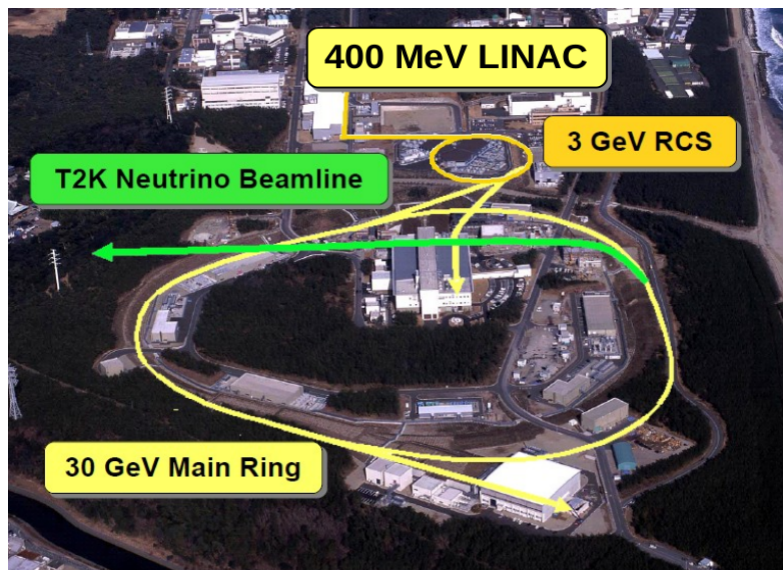 400 MeV LINAC
3 GeV RCS
T2K Neutrino Beamline
30 GeV Main Ring